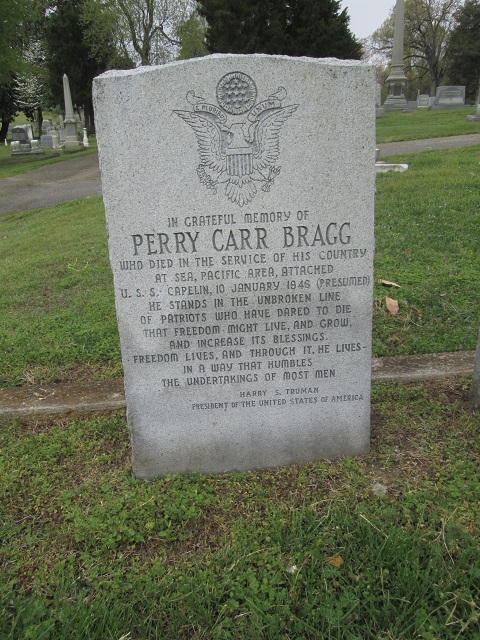 E PLURIBUS UNUM
IN GRATEFUL MEMORY OF
PERRY CARR BRAGG
WHO DIED IN THE SERVICE OF HIS COUNTRY
AT SEA, PACIFIC AREA, ATTACHED
U. S. S. CAPELIN, 10 JANUARY 1946 (PRESUMED)
HE STANDS IN THE UNBROKEN LINE
OF PATRIOTS WHO HAVE DARED TO DIE
THAT FREEDOM MIGHT LIVE, AND GROW,
AND INCREASE ITS BLESSINGS.
FREEDOM LIVES, AND THROUGH IT, HE LIVES-
IN A WAY THAT HUMBLES
THE UNDERTAKINGS OF MOST MEN
HARRY S. TRUMAN
PRESIDENT OF THE UNITED STATES OF AMERICA